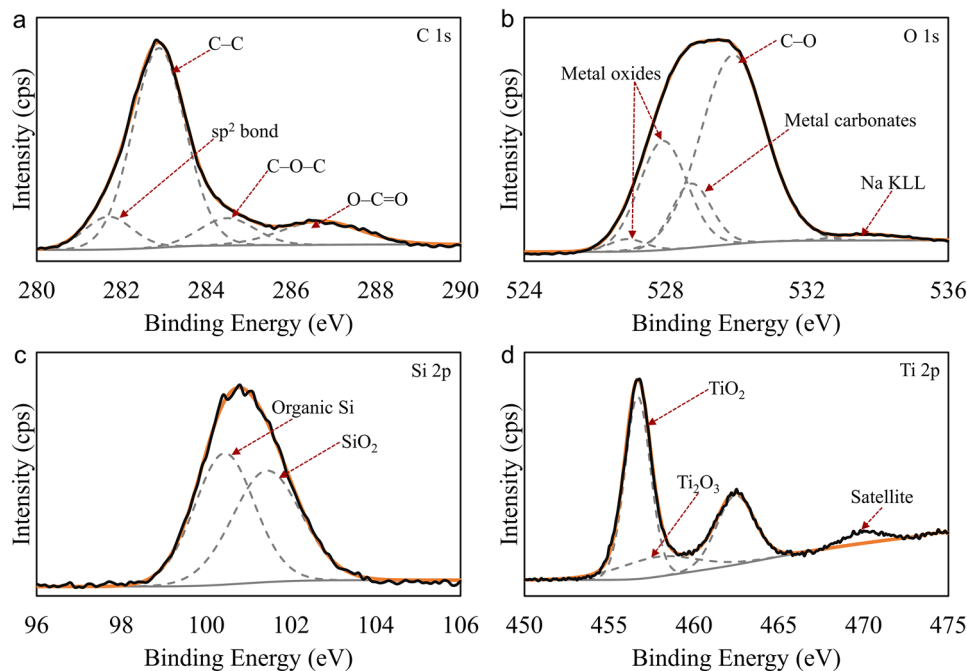 a
C 1s
C–C
sp² bond
C–O–C
O–C=O
Intensity (cps)
280 282 284 286 288 290
Binding Energy (eV)
b
O 1s
C–O
Metal oxides
Metal carbonates
Na KLL
Intensity (cps)
524 528 532 536
Binding Energy (eV)
c
Si 2p
Organic Si
SiO₂
Intensity (cps)
96 98 100 102 104 106
Binding Energy (eV)
d
Ti 2p
TiO₂
Ti₂O₃
Satellite
Intensity (cps)
450 455 460 465 470 475
Binding Energy (eV)